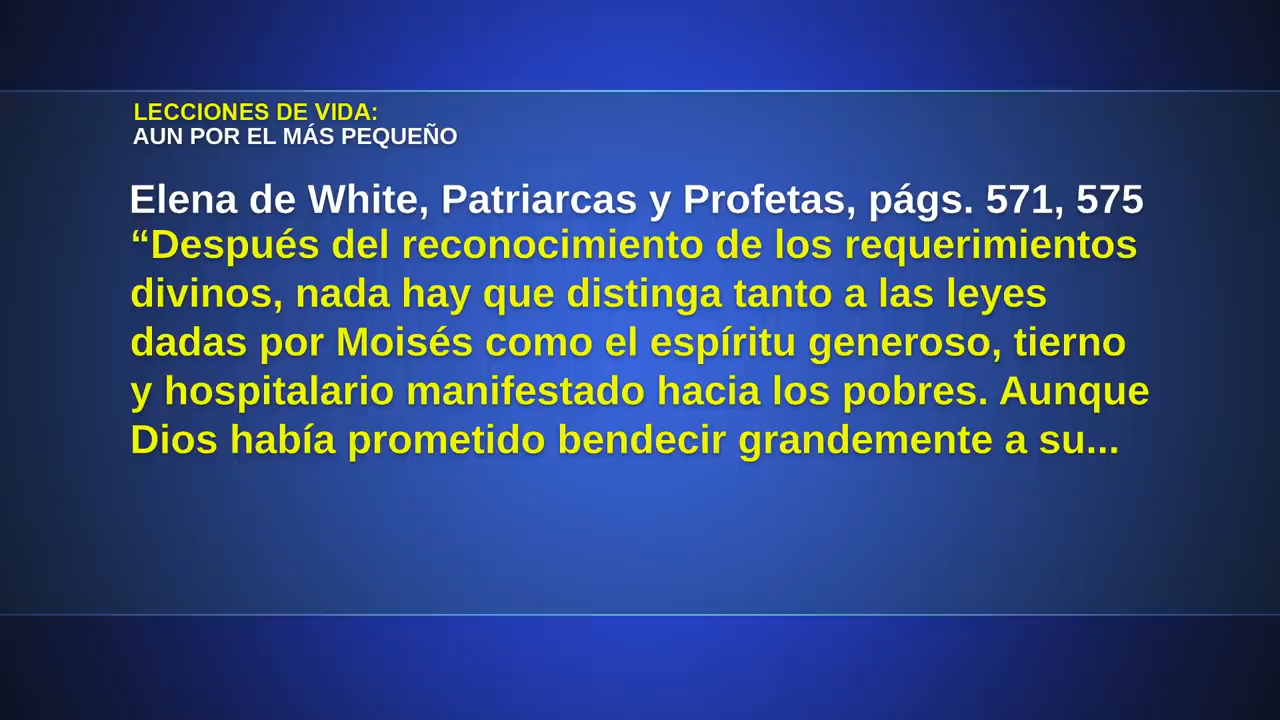 LECCIONES DE VIDA:
AUN POR EL MÁS PEQUEÑO
Elena de White, Patriarcas y Profetas, págs. 571, 575
“Después del reconocimiento de los requerimientos
divinos, nada hay que distinga tanto a las leyes
dadas por Moisés como el espíritu generoso, tierno
y hospitalario manifestado hacia los pobres. Aunque
Dios había prometido bendecir grandemente a su...